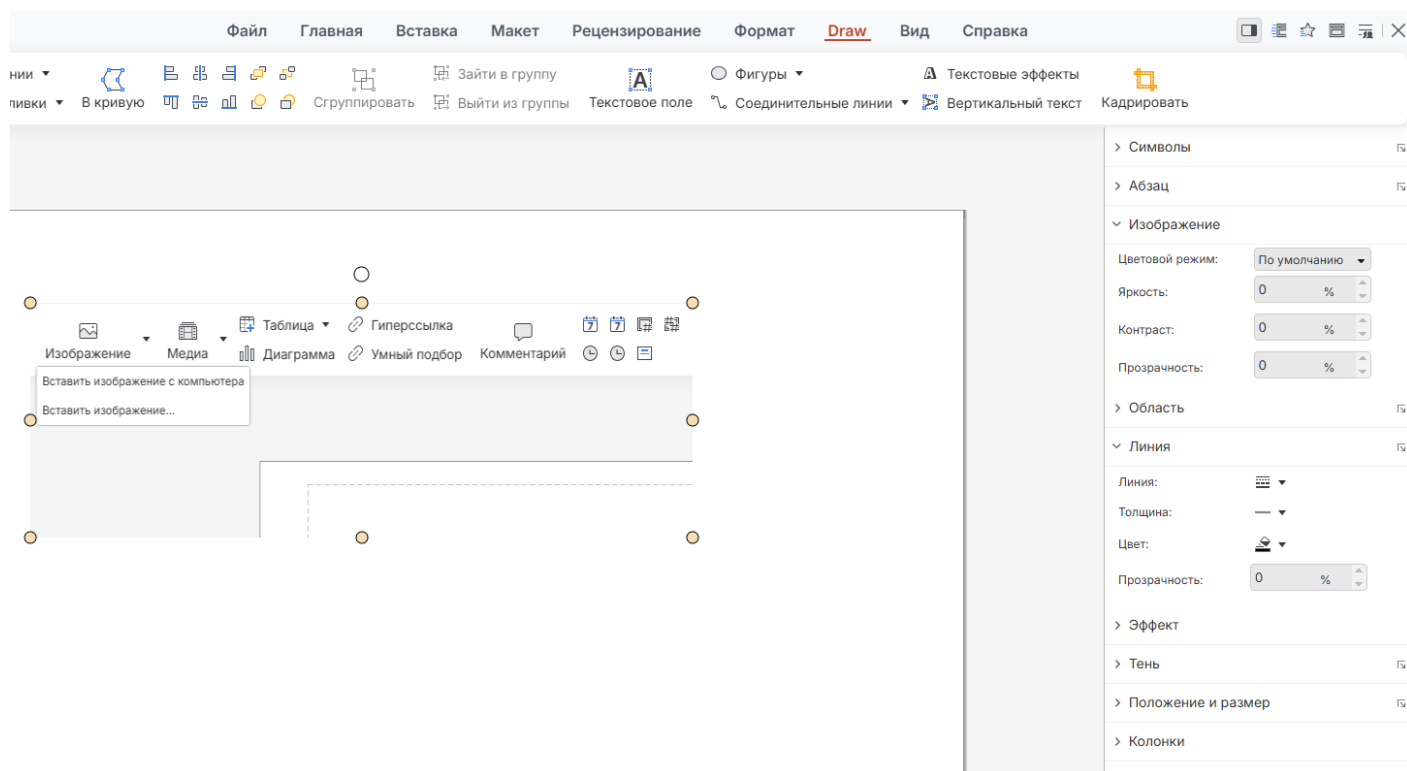 Файл Главная Вставка Макет Рецензирование Формат Draw Вид Справка
Зайти в группу Фигуры Текстовые эффекты
В кривую Сгруппировать Выйти из группы Текстовое поле Соединительные линии Вертикальный текст Кадрировать
Символы
Абзац
Изображение
Цветовой режим: По умолчанию
Яркость: 0 %
Контраст: 0 %
Прозрачность: 0 %
Область
Линия
Линия:
Толщина:
Цвет:
Прозрачность: 0 %
Эффект
Тень
Положение и размер
Колонки
Таблица Гиперссылка
Изображение Медиа Диаграмма Умный подбор Комментарий
Вставить изображение с компьютера
Вставить изображение...